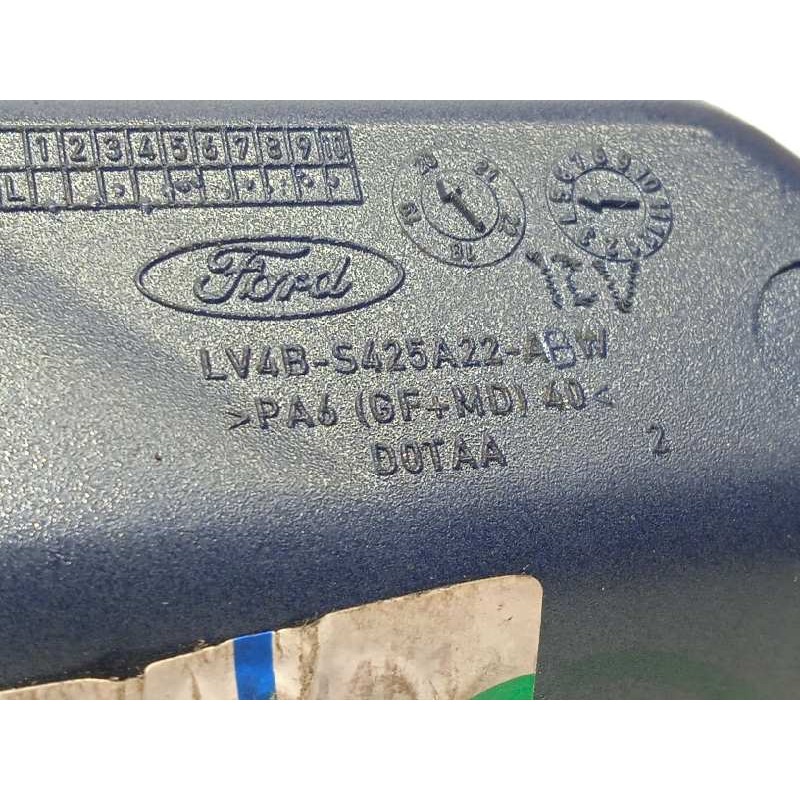 1 2 3 4 5 6 7 8 9 10
L
Ford
LV4B-S425A22-ABW
>PA6 (GF+MD) 40<
DOTAA
2